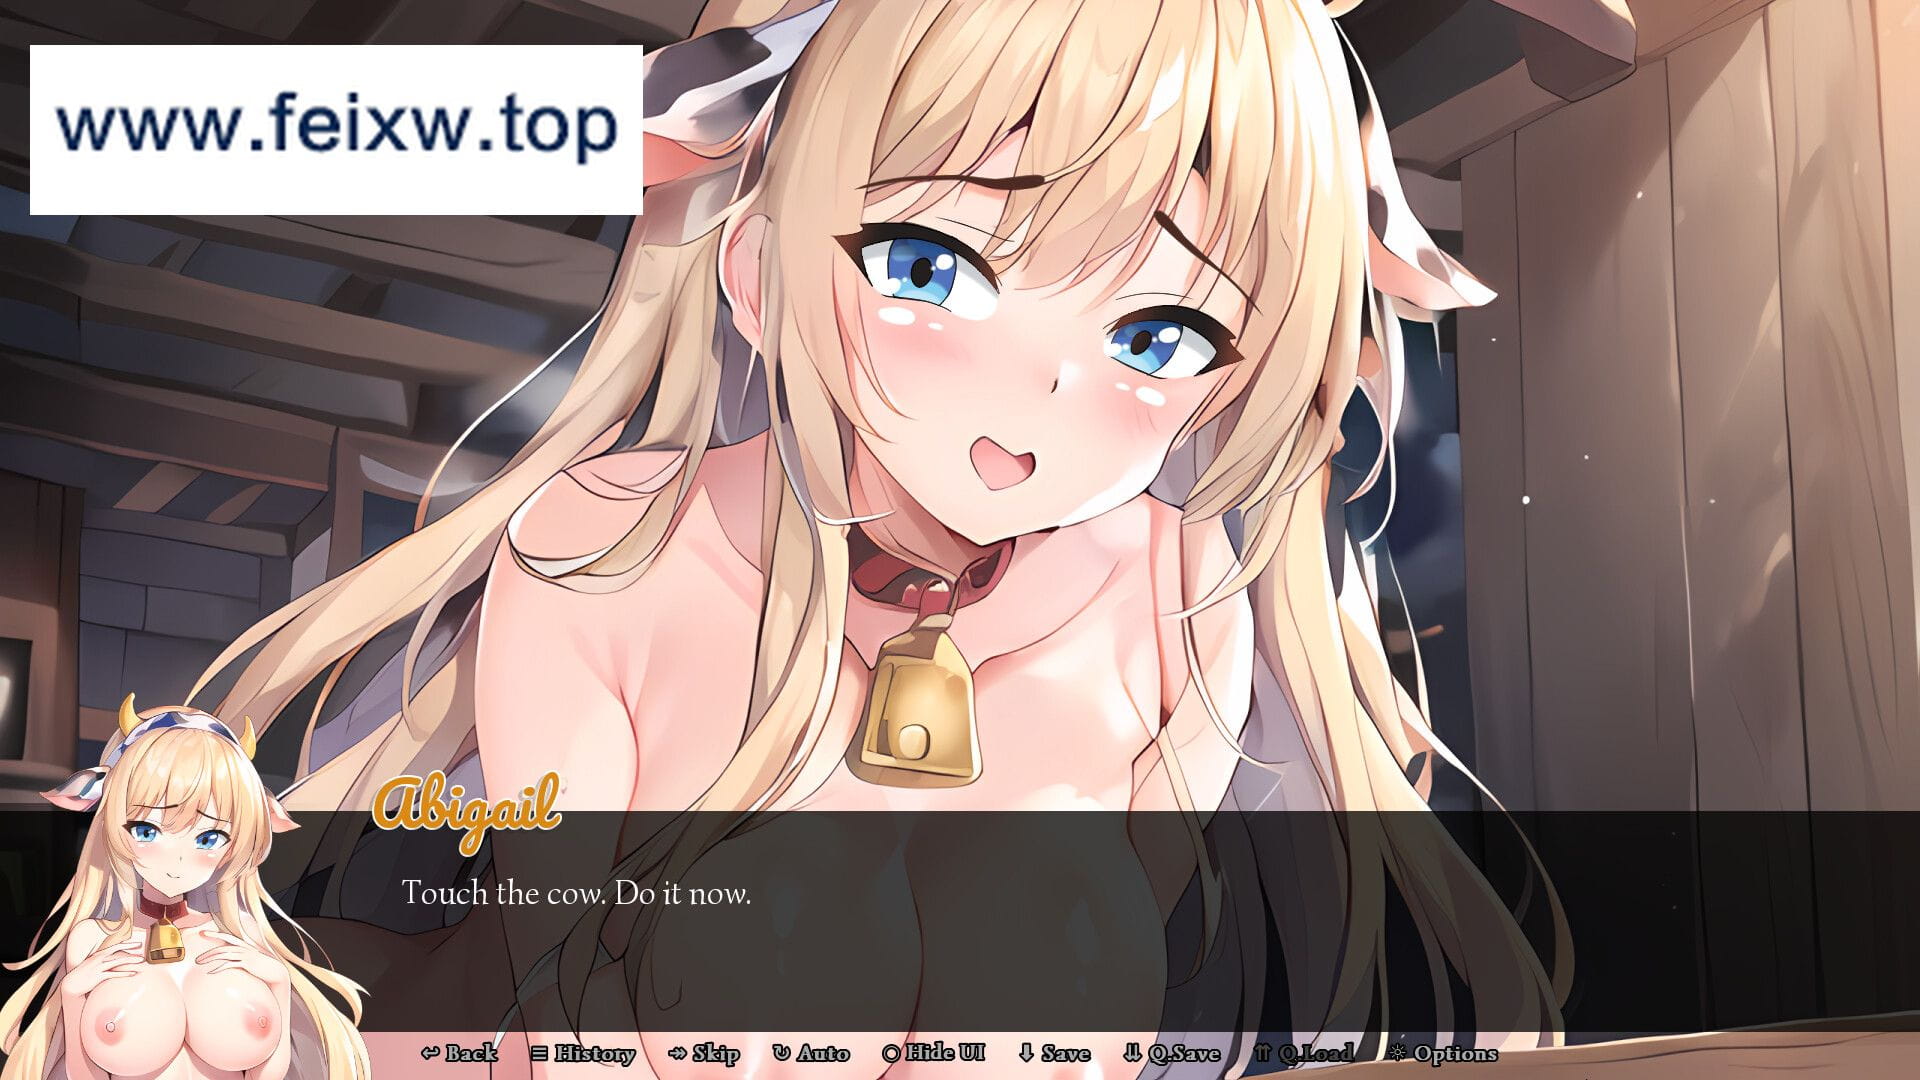 www.feixw.top
Abigail
Touch the cow. Do it now.
Back History Skip Auto Hide UI Save Q.Save Q.Load Options